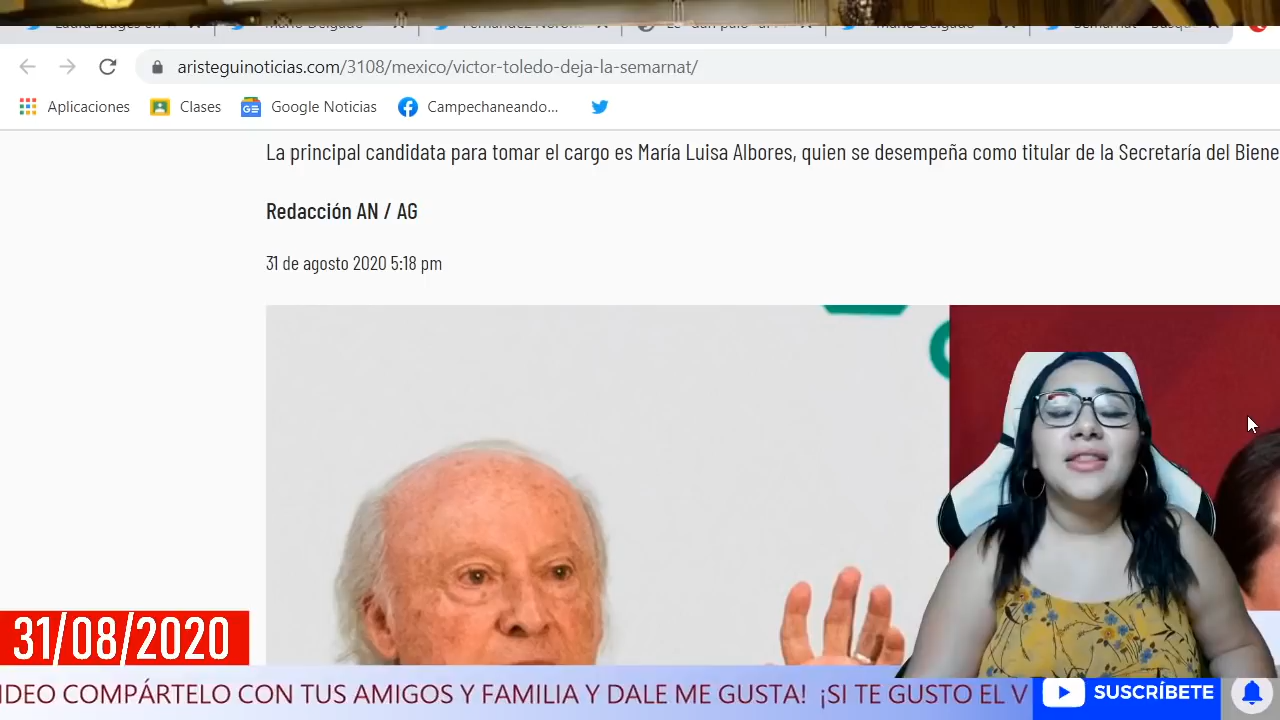 aristeguinoticias.com/3108/mexico/victor-toledo-deja-la-semarnat/
Aplicaciones Clases Google Noticias Campechaneando...
La principal candidata para tomar el cargo es María Luisa Albores, quien se desempeña como titular de la Secretaría del Biene
Redacción AN / AG
31 de agosto 2020 5:18 pm
31/08/2020
IDEO COMPÁRTELO CON TUS AMIGOS Y FAMILIA Y DALE ME GUSTA! ¡SI TE GUSTO EL V
SUSCRÍBETE